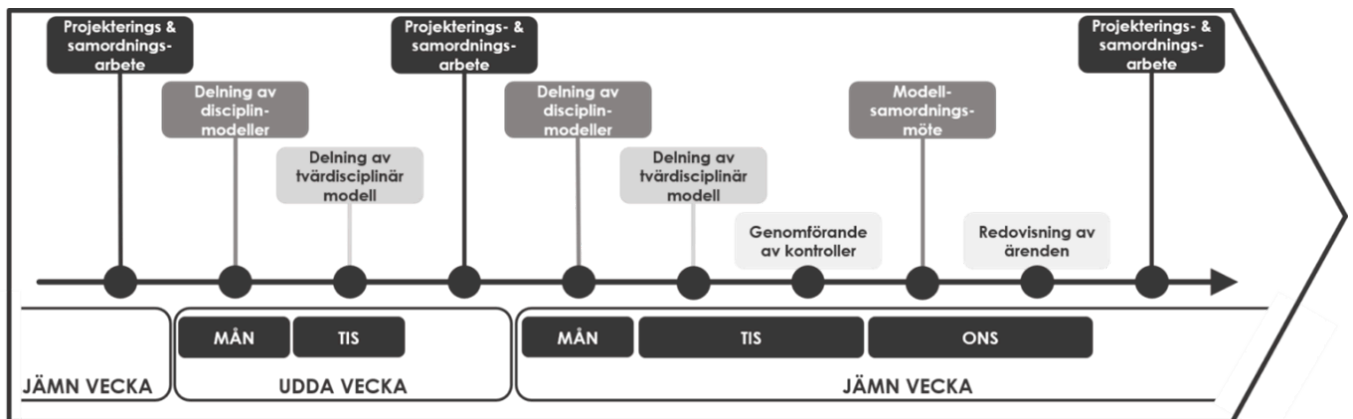 Projekterings &
samordnings-
arbete
Delning av
disciplin-
modeller
Delning av
tvärdisciplinär
modell
Projekterings- &
samordnings-
arbete
Delning av
disciplin-
modeller
Delning av
tvärdisciplinär
modell
Genomförande
av kontroller
Modell-
samordnings-
möte
Redovisning av
ärenden
Projekterings- &
samordnings-
arbete
MÅN
TIS
MÅN
TIS
ONS
JÄMN VECKA
UDDA VECKA
JÄMN VECKA